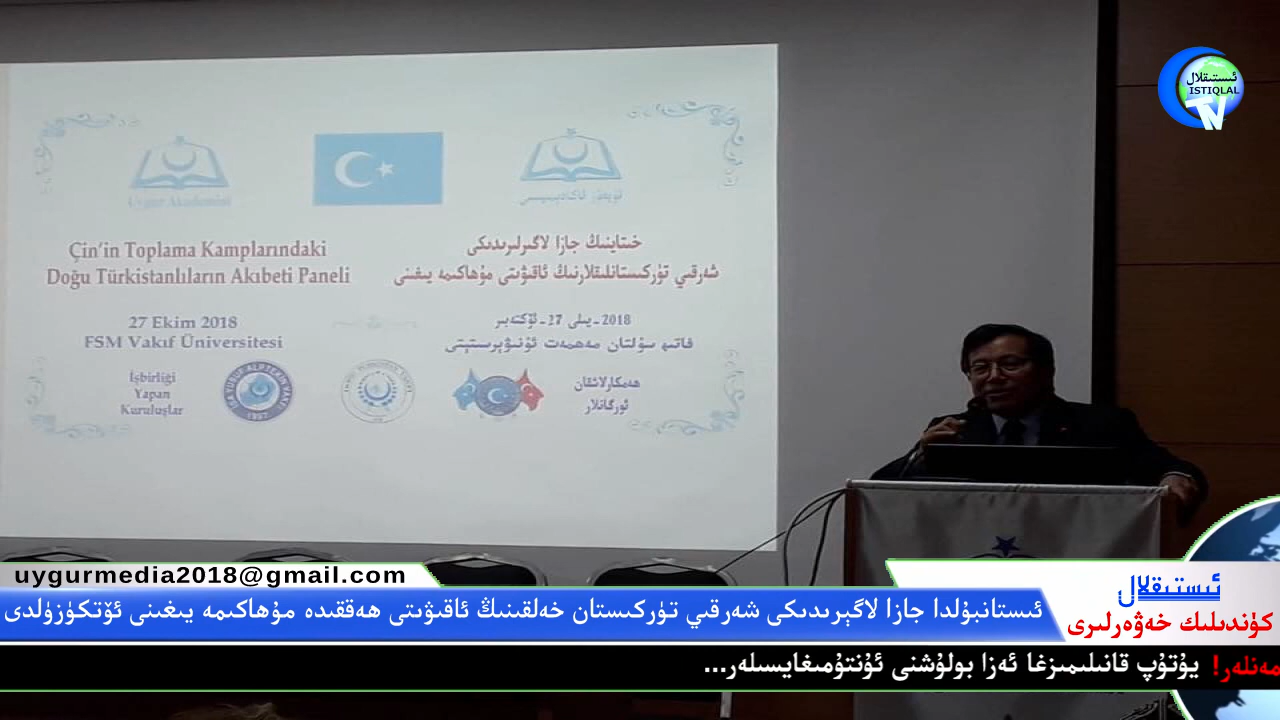 ئىستىقلال
ISTIQLAL
TV
Uygur Akademisi
ئۇيغۇر ئاكادېمىيىسى
Çin'in Toplama Kamplarındaki
Doğu Türkistanlıların Akıbeti Paneli
خىتاينىڭ جازا لاگېرلىرىدىكى
شەرقىي تۈركىستانلىقلارنىڭ ئاقىۋىتى مۇھاكىمە يىغىنى
27 Ekim 2018
FSM Vakıf Üniversitesi
2018-يىلى 27-ئۆكتەبىر
فاتىھ سۇلتان مەھمەت ئۇنىۋېرسىتېتى
İşbirliği
Yapan
Kuruluşlar
ھەمكارلاشقان
ئورگانلار
uygurmedia2018@gmail.com
ئىستانبۇلدا جازا لاگېرىدىكى شەرقىي تۈركىستان خەلقىنىڭ ئاقىۋىتى ھەققىدە مۇھاكىمە يىغىنى ئۆتكۈزۈلدى
ئىستىقلال
كۈندىلىك خەۋەرلىرى
مەنلەر! يۇتۇپ قانىلىمىزغا ئەزا بولۇشنى ئۇنتۇمىغايسىلەر...